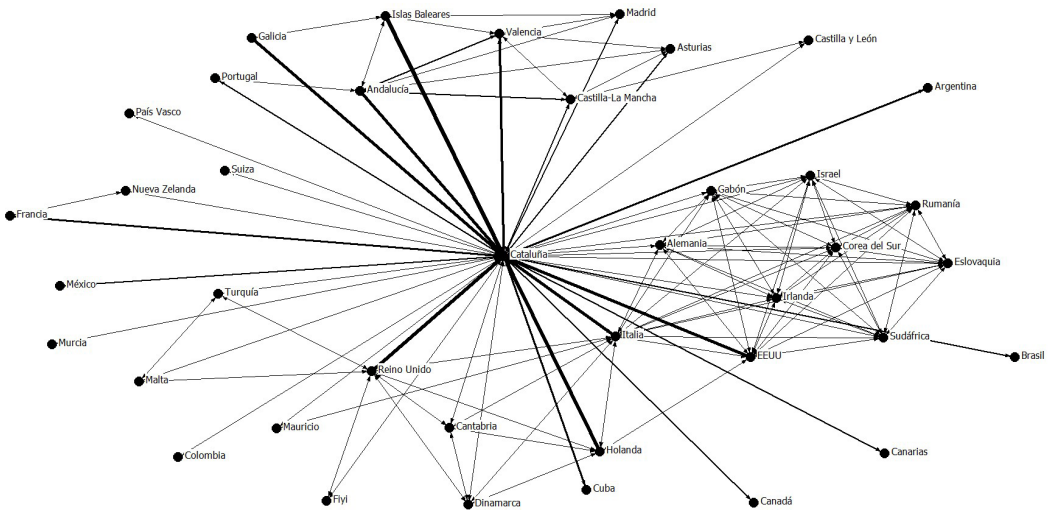 Islas Baleares
Madrid
Galicia
Valencia
Castilla y León
Asturias
Portugal
Andalucía
Castilla-La Mancha
Argentina
País Vasco
Suiza
Israel
Nueva Zelanda
Gabón
Rumanía
Francia
Alemania
Corea del Sur
Cataluña
Eslovaquia
México
Turquía
Irlanda
Murcia
Italia
Sudáfrica
Brasil
EEUU
Malta
Reino Unido
Mauricio
Cantabria
Colombia
Holanda
Canarias
Cuba
Fiyi
Dinamarca
Canadá